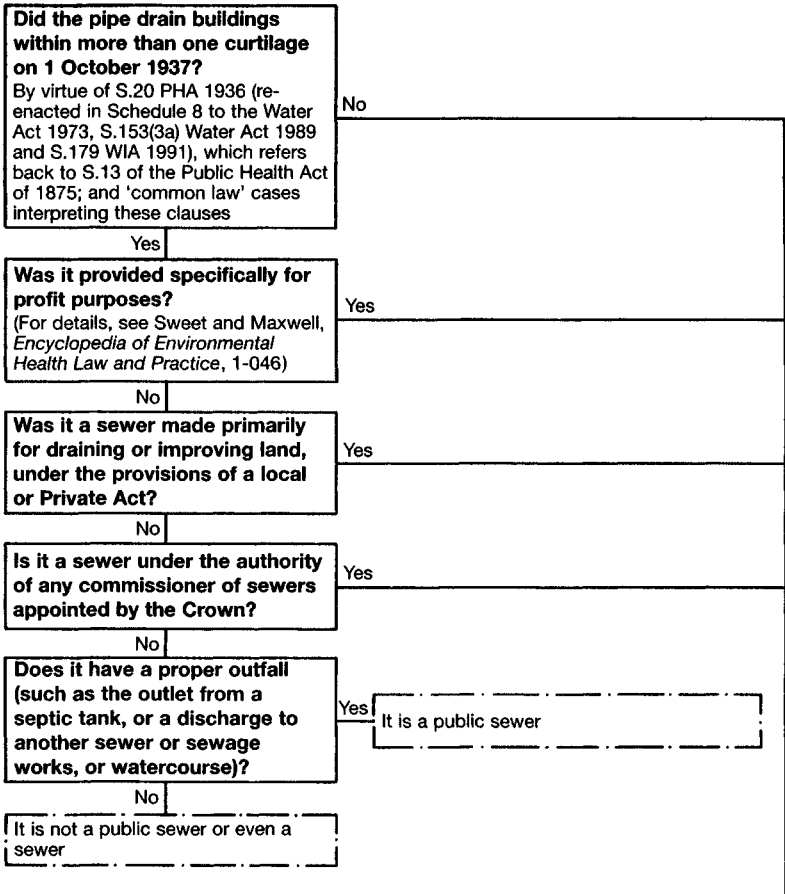 Did the pipe drain buildings
within more than one curtilage
on 1 October 1937?
By virtue of S.20 PHA 1936 (re-
enacted in Schedule 8 to the Water
Act 1973, S.153(3a) Water Act 1989
and S.179 WIA 1991), which refers
back to S.13 of the Public Health Act
of 1875; and ‘common law’ cases
interpreting these clauses
No
Yes
Was it provided specifically for
profit purposes?
(For details, see Sweet and Maxwell,
Encyclopedia of Environmental
Health Law and Practice, 1-046)
Yes
No
Was it a sewer made primarily
for draining or improving land,
under the provisions of a local
or Private Act?
Yes
No
Is it a sewer under the authority
of any commissioner of sewers
appointed by the Crown?
Yes
No
Does it have a proper outfall
(such as the outlet from a
septic tank, or a discharge to
another sewer or sewage
works, or watercourse)?
Yes
It is a public sewer
No
It is not a public sewer or even a
sewer